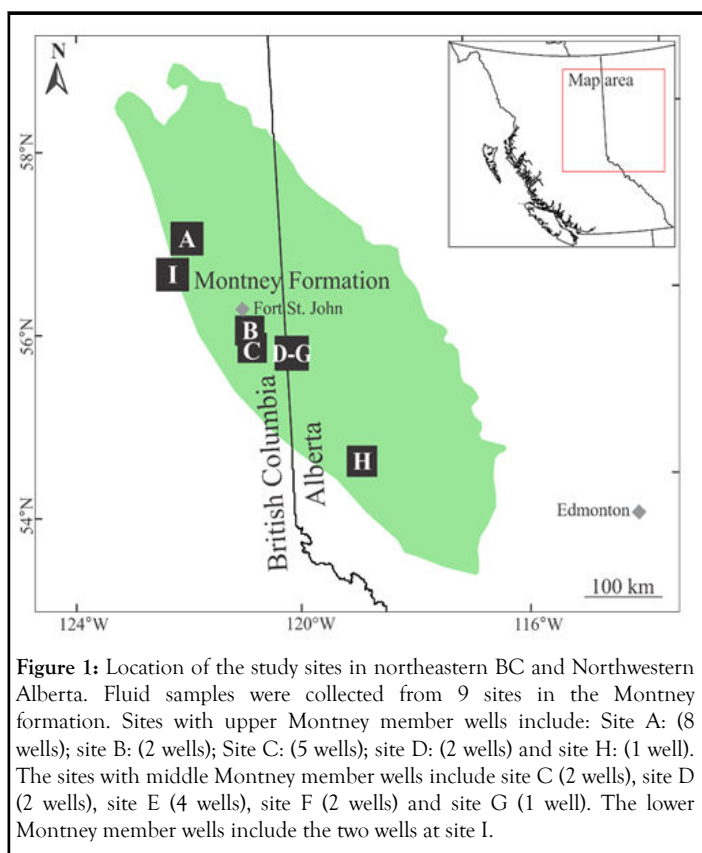 N
Map area
58°N
A
I
Montney Formation
Fort St. John
B
C
D-G
56°N
British Columbia
Alberta
H
54°N
Edmonton
100 km
124°W
120°W
116°W
Figure 1: Location of the study sites in northeastern BC and Northwestern
Alberta. Fluid samples were collected from 9 sites in the Montney
formation. Sites with upper Montney member wells include: Site A: (8
wells); site B: (2 wells); Site C: (5 wells); site D: (2 wells) and site H: (1 well).
The sites with middle Montney member wells include site C (2 wells), site D
(2 wells), site E (4 wells), site F (2 wells) and site G (1 well). The lower
Montney member wells include the two wells at site I.